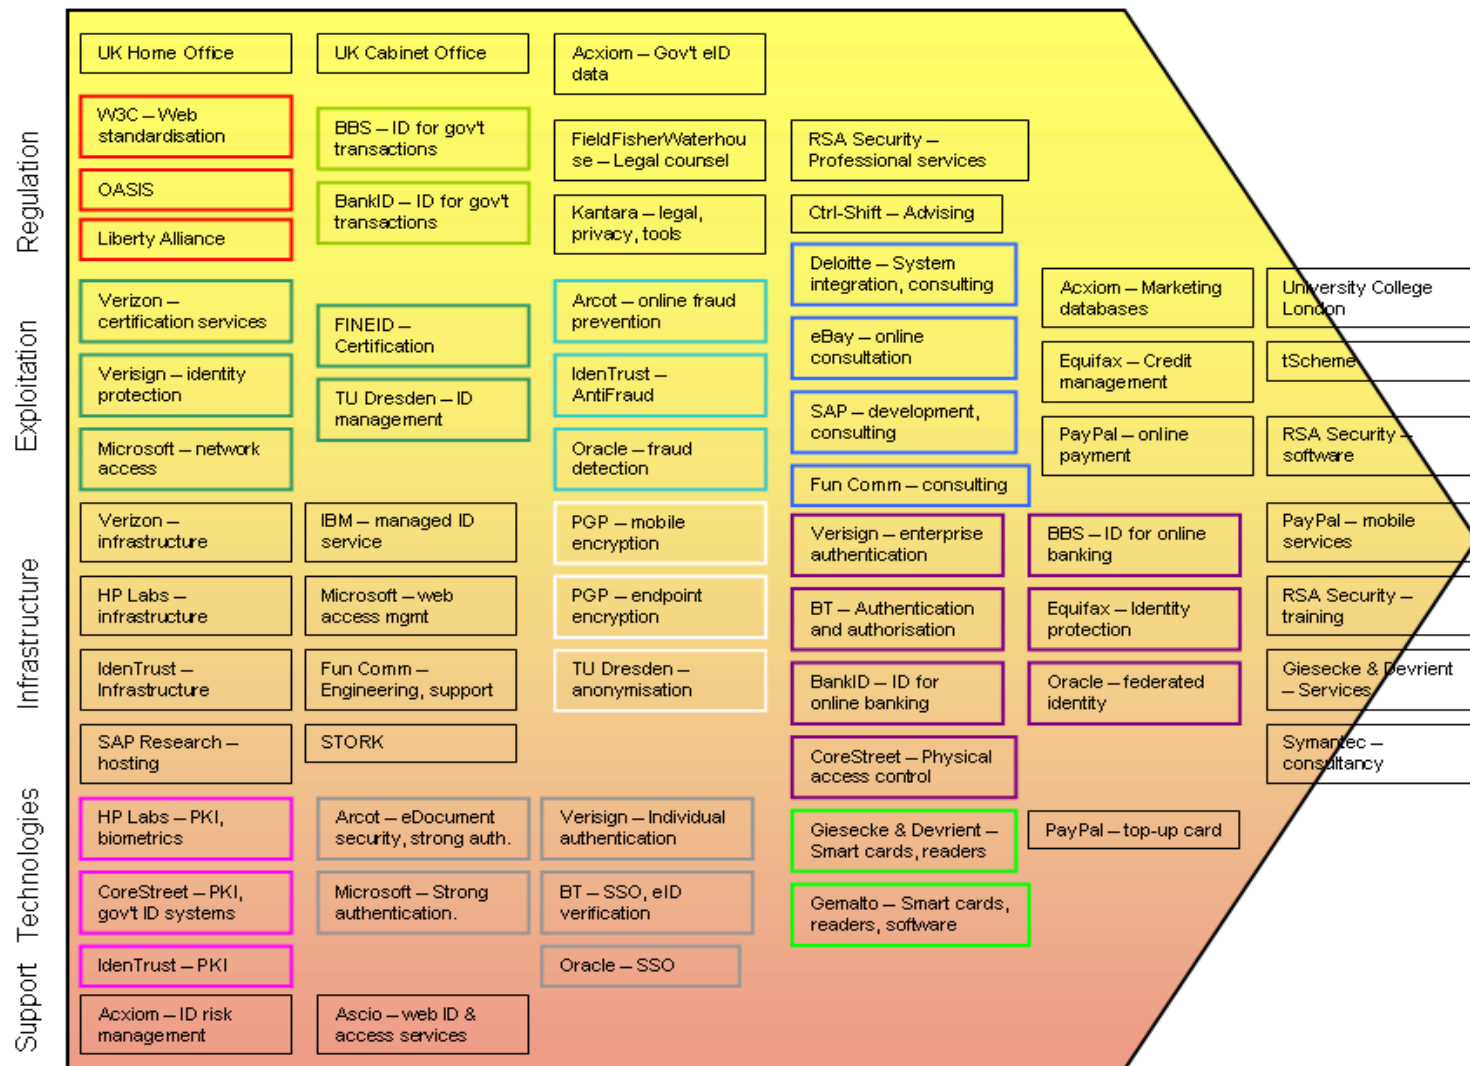 Regulation
Exploitation
Infrastructure
Technologies
Support
UK Home Office
UK Cabinet Office
Acxiom – Gov't eID
data
W3C – Web
standardisation
BBS – ID for gov't
transactions
FieldFisherWaterhou
se – Legal counsel
RSA Security –
Professional services
OASIS
BankID – ID for gov't
transactions
Kantara – legal,
privacy, tools
Ctrl-Shift – Advising
Liberty Alliance
Deloitte – System
integration, consulting
Acxiom – Marketing
databases
University College
London
Verizon –
certification services
FINEID –
Certification
Arcot – online fraud
prevention
eBay – online
consultation
Equifax – Credit
management
tScheme
Verisign – identity
protection
TU Dresden – ID
management
IdenTrust –
AntiFraud
SAP – development,
consulting
PayPal – online
payment
RSA Security –
software
Microsoft – network
access
Oracle – fraud
detection
Fun Comm – consulting
Verizon –
infrastructure
IBM – managed ID
service
PGP – mobile
encryption
Verisign – enterprise
authentication
BBS – ID for online
banking
PayPal – mobile
services
HP Labs –
infrastructure
Microsoft – web
access mgmt
PGP – endpoint
encryption
BT – Authentication
and authorisation
Equifax – Identity
protection
RSA Security –
training
IdenTrust –
Infrastructure
Fun Comm –
Engineering, support
TU Dresden –
anonymisation
BankID – ID for
online banking
Oracle – federated
identity
Giesecke & Devrient
– Services
SAP Research –
hosting
STORK
CoreStreet – Physical
access control
Symantec –
consultancy
HP Labs – PKI,
biometrics
Arcot – eDocument
security, strong auth.
Verisign – Individual
authentication
Giesecke & Devrient –
Smart cards, readers
PayPal – top-up card
CoreStreet – PKI,
gov't ID systems
Microsoft – Strong
authentication.
BT – SSO, eID
verification
Gemalto – Smart cards,
readers, software
IdenTrust – PKI
Oracle – SSO
Acxiom – ID risk
management
Ascio – web ID &
access services